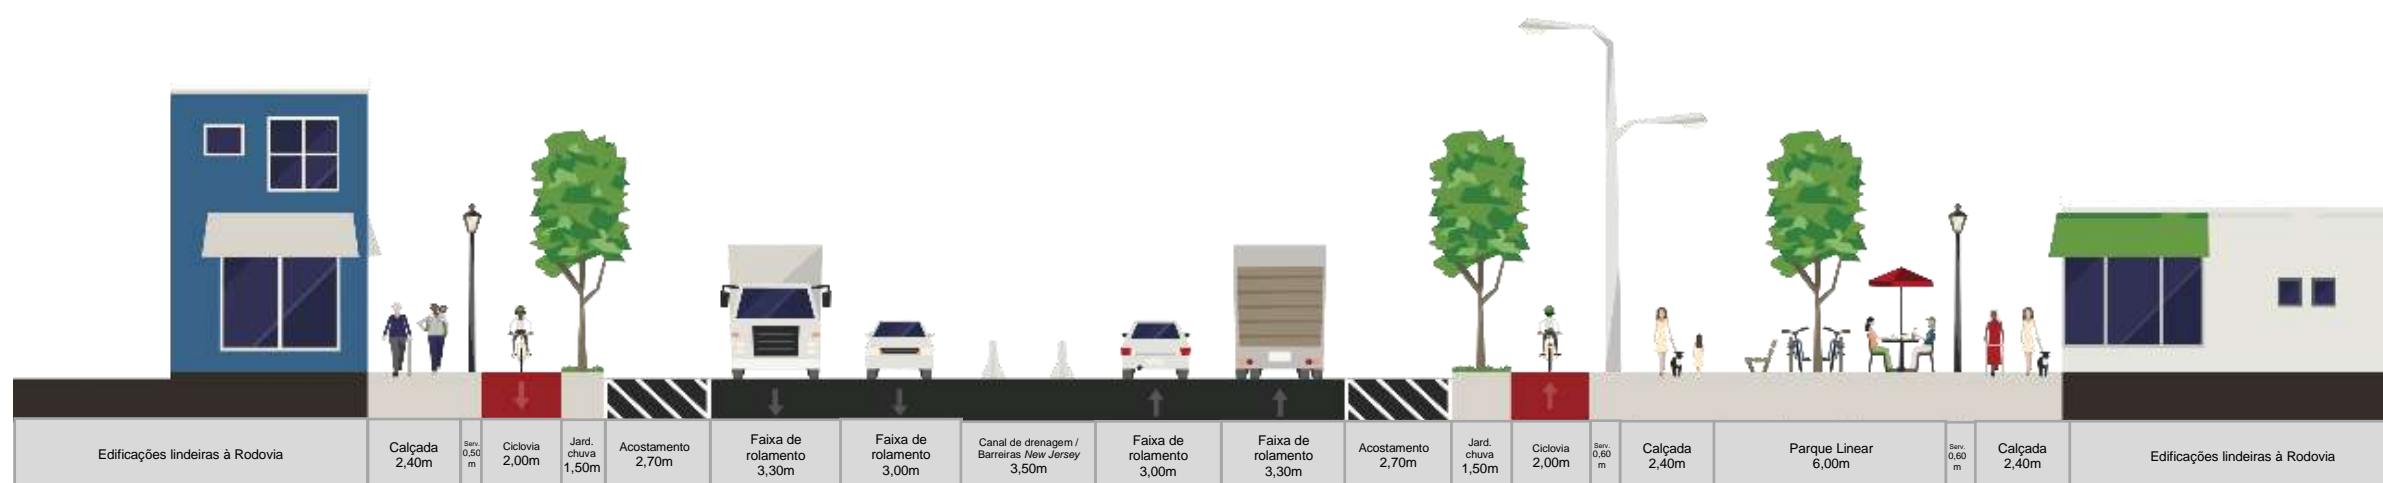 Edificações lindeiras à Rodovia
Calçada
2,40m
Serv.
0,50
m
Ciclovia
2,00m
Jard.
chuva
1,50m
Acostamento
2,70m
Faixa de
rolamento
3,30m
Faixa de
rolamento
3,00m
Canal de drenagem /
Barreiras New Jersey
3,50m
Faixa de
rolamento
3,00m
Faixa de
rolamento
3,30m
Acostamento
2,70m
Jard.
chuva
1,50m
Ciclovia
2,00m
Serv.
0,60
m
Calçada
2,40m
Parque Linear
6,00m
Serv.
0,60
m
Calçada
2,40m
Edificações lindeiras à Rodovia